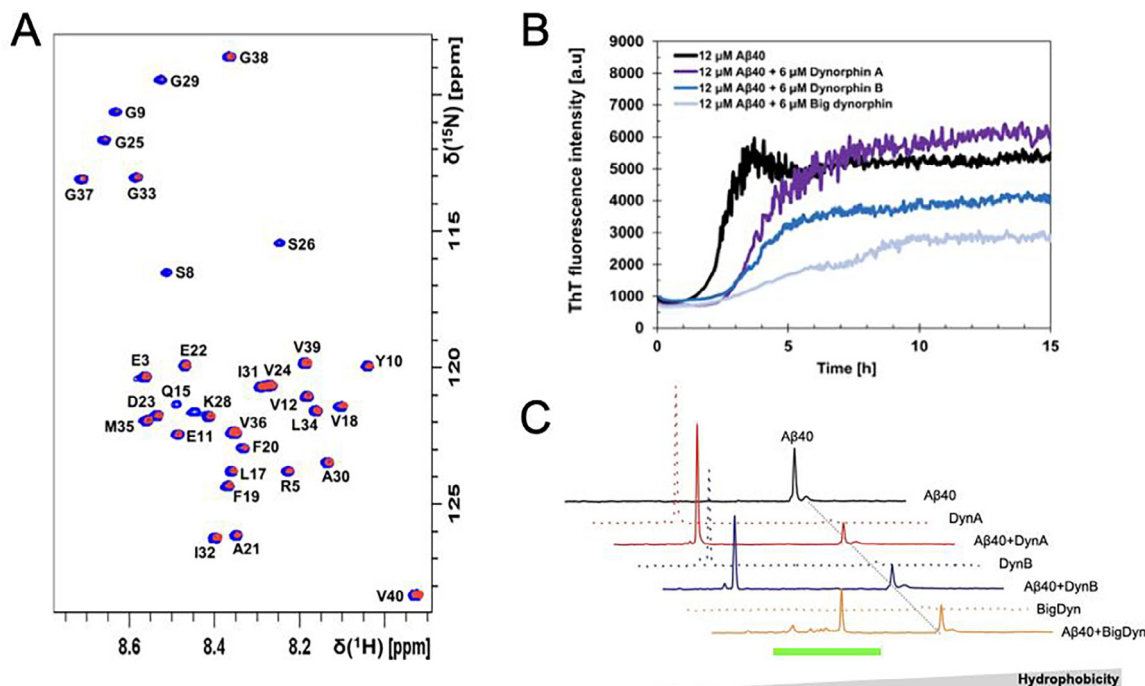 A
G38
G29
G9
G25
G37
G33
S26
S8
E3
E22
V39
Y10
I31
V24
Q15
D23
K28
V12
M35
V36
L34
V18
E11
F20
L17
R5
A30
F19
I32
A21
V40
115
120
125
δ(¹⁵N) [ppm]
8.6
8.4
8.2
δ(¹H) [ppm]
B
9000
8000
7000
6000
5000
4000
3000
2000
1000
0
ThT fluorescence intensity [a.u]
12 µM Aβ40
12 µM Aβ40 + 6 µM Dynorphin A
12 µM Aβ40 + 6 µM Dynorphin B
12 µM Aβ40 + 6 µM Big dynorphin
0
5
10
15
Time [h]
C
Aβ40
Aβ40
DynA
Aβ40+DynA
DynB
Aβ40+DynB
BigDyn
Aβ40+BigDyn
Hydrophobicity